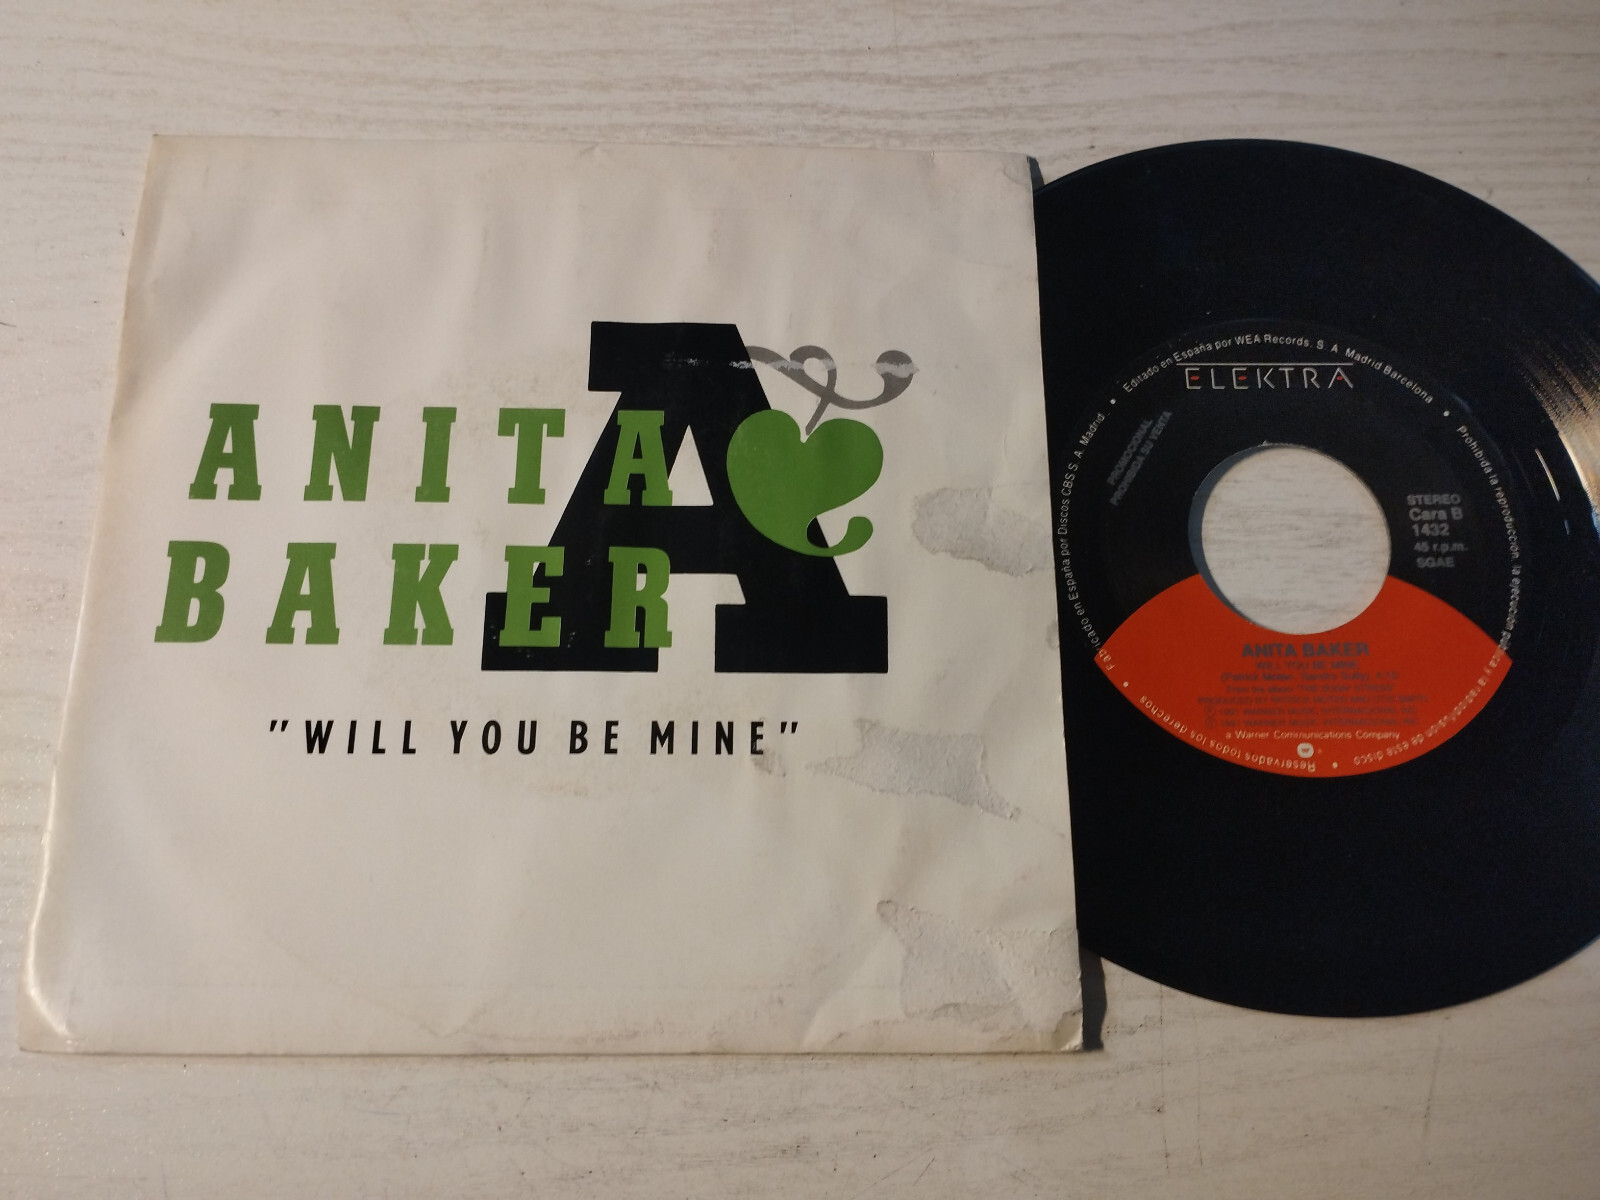 ANITA
BAKER
A
"WILL YOU BE MINE"
Fabricado en España por Discos CBS S. A. Madrid. • Editado en España por WEA Records. S. A. Madrid Barcelona • Prohibida la reproducción, la ejecución pública y la radiodifusión de este disco • Reservados todos los derechos •
ELEKTRA
PROMOCIONAL
PROHIBIDA SU VENTA
STEREO
Cara B
1432
45 r.p.m.
SGAE
ANITA BAKER
WILL YOU BE MINE
a Warner Communications Company